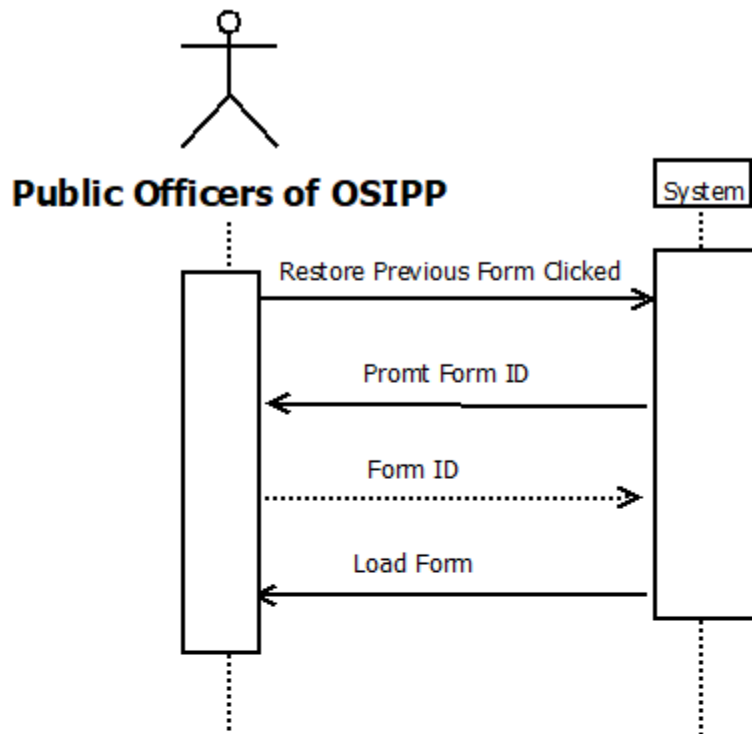 Public Officers of OSIPP
System
Restore Previous Form Clicked
Promt Form ID
Form ID
Load Form